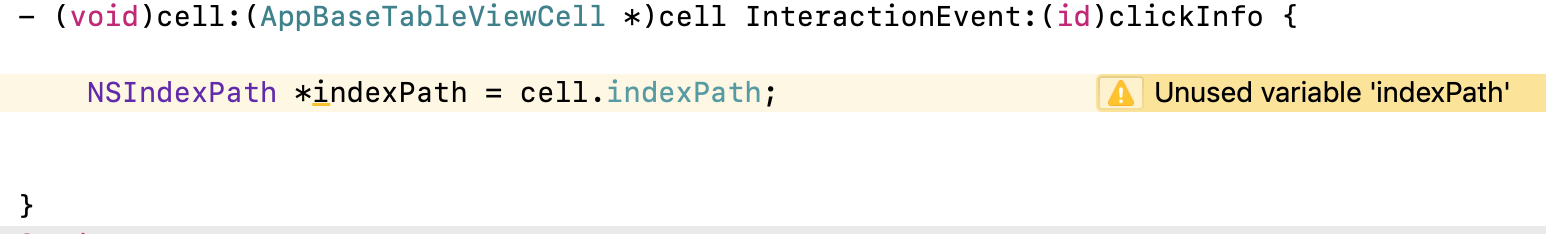 - (void)cell:(AppBaseTableViewCell *)cell InteractionEvent:(id)clickInfo {
NSIndexPath *indexPath = cell.indexPath; Unused variable 'indexPath'
}